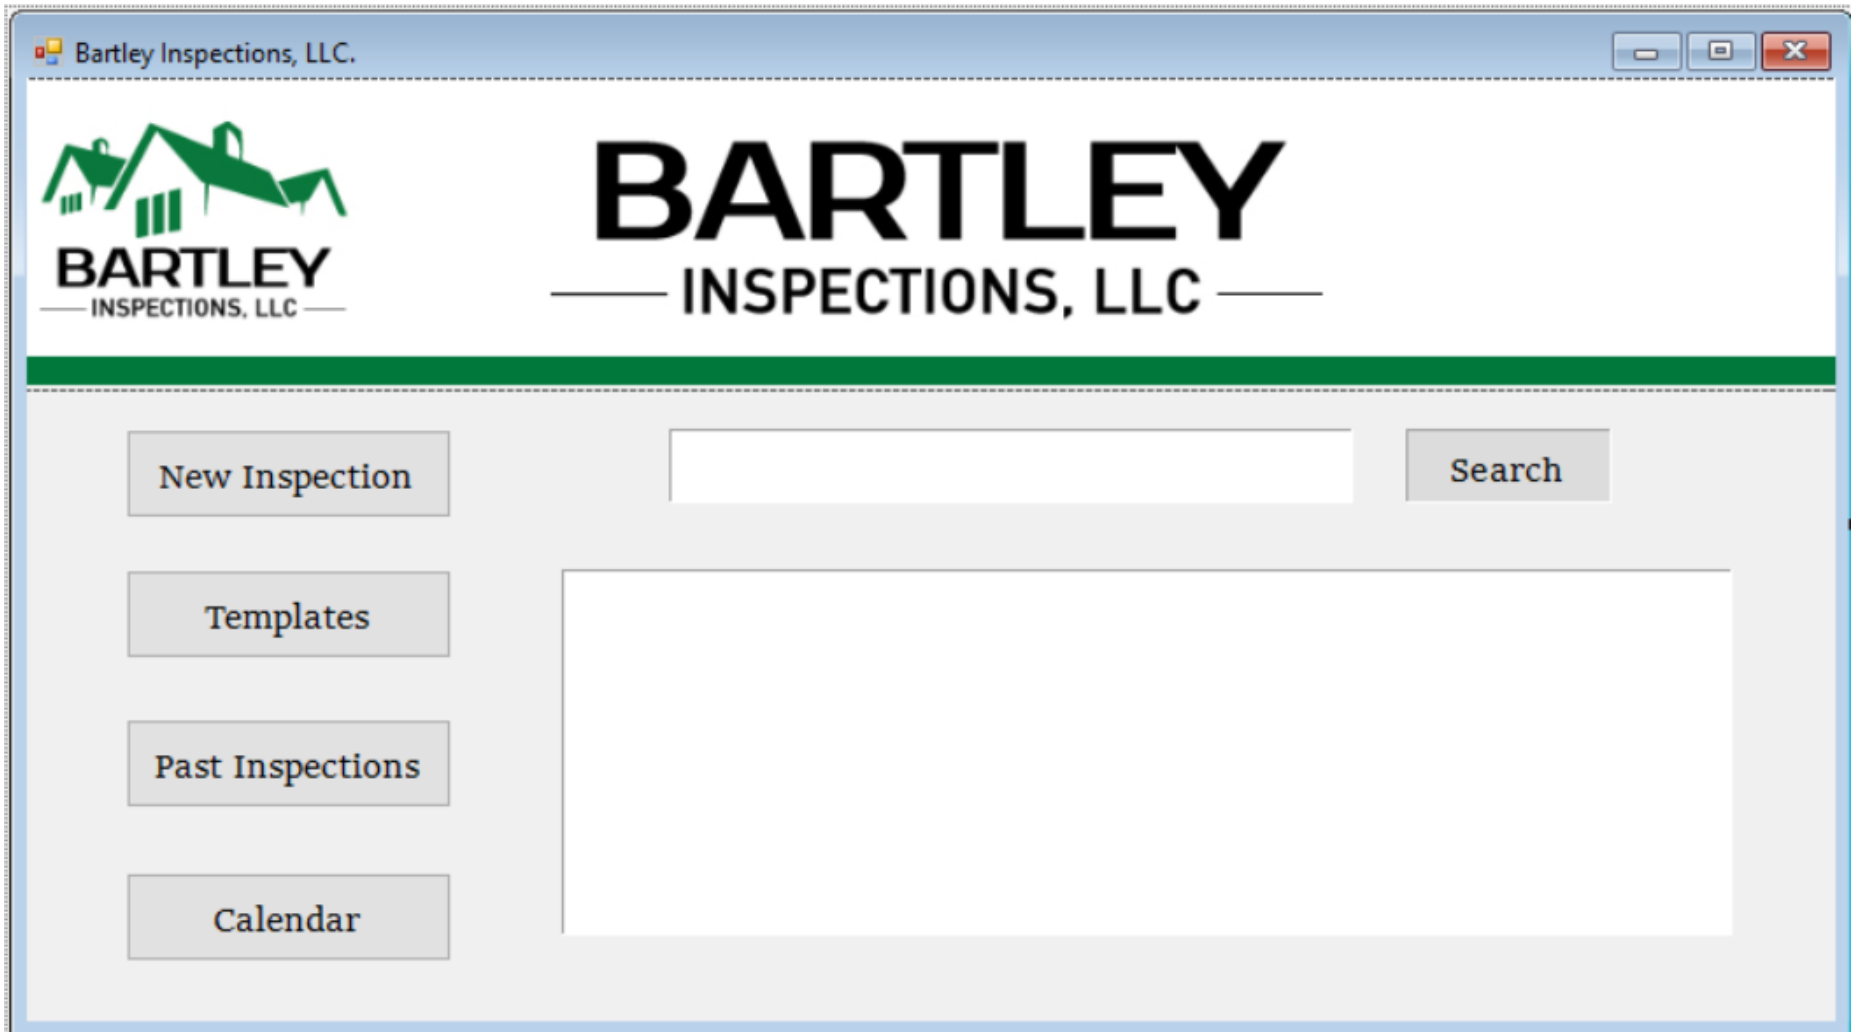 Bartley Inspections, LLC.
BARTLEY
INSPECTIONS, LLC
BARTLEY
INSPECTIONS, LLC
New Inspection
Search
Templates
Past Inspections
Calendar